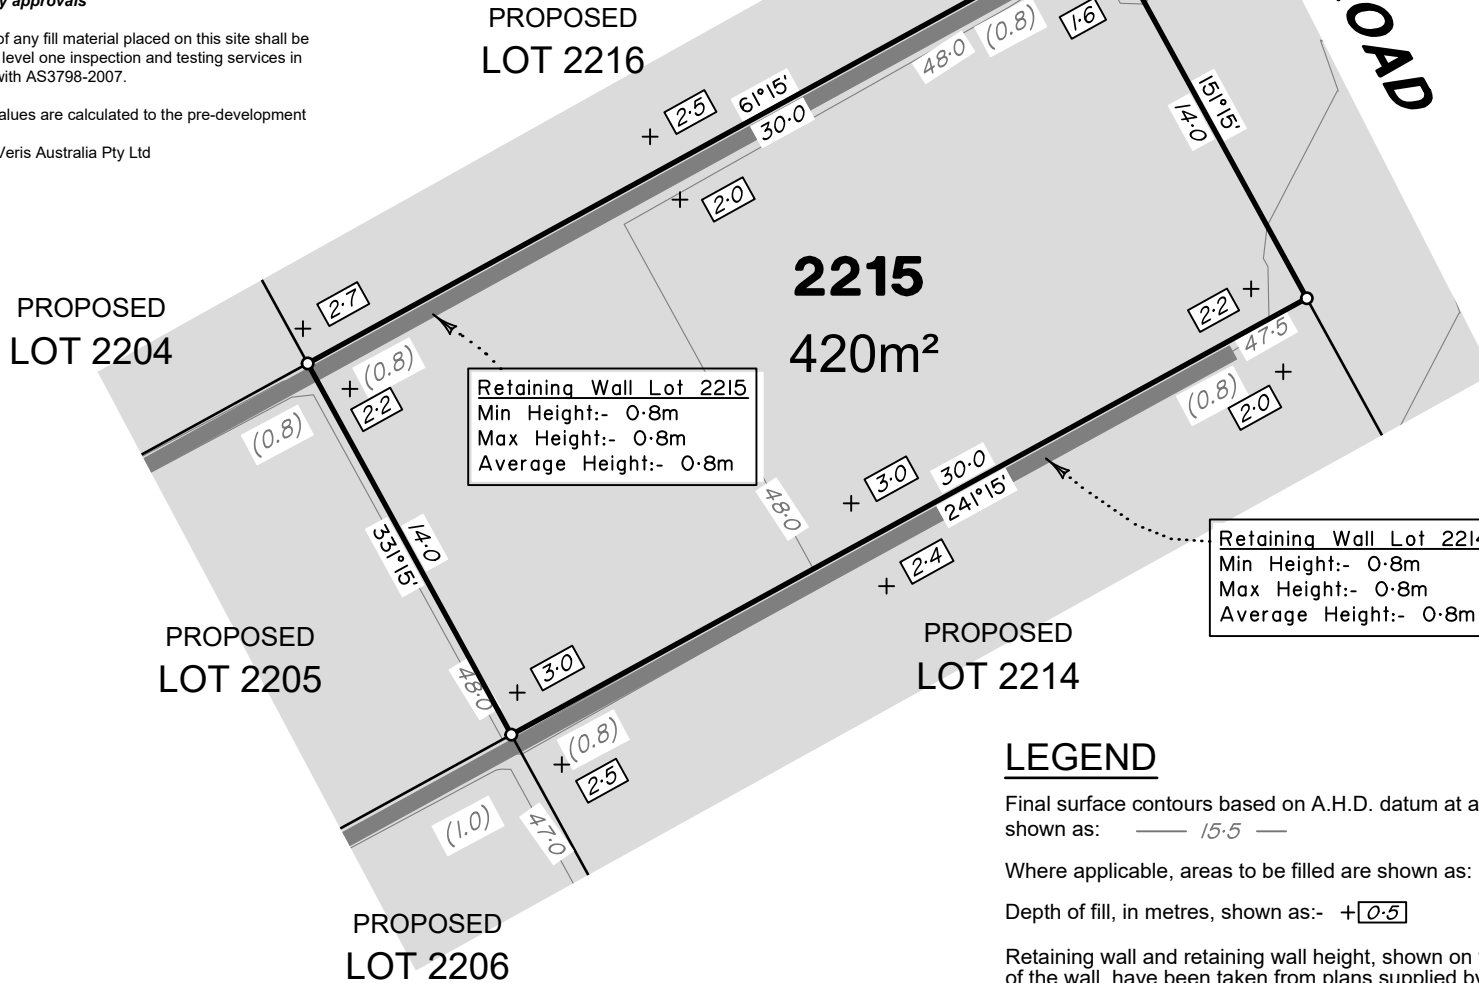 y approvals
of any fill material placed on this site shall be
level one inspection and testing services in
with AS3798-2007.
alues are calculated to the pre-development
Veris Australia Pty Ltd
PROPOSED
LOT 2216
48·0
(0.8)
1·6
OAD
2·5
61°15'
30·0
151°15'
14·0
2·0
2215
420m²
2·7
PROPOSED
LOT 2204
(0.8)
2·2
(0.8)
2·2
47·5
(0.8)
2·0
Retaining Wall Lot 2215
Min Height:- 0·8m
Max Height:- 0·8m
Average Height:- 0·8m
48·0
3·0
30·0
241°15'
2·4
331°15'
14·0
Retaining Wall Lot 221
Min Height:- 0·8m
Max Height:- 0·8m
Average Height:- 0·8m
PROPOSED
LOT 2205
48·0
3·0
PROPOSED
LOT 2214
(0.8)
2·5
(1.0)
47·0
PROPOSED
LOT 2206
LEGEND
Final surface contours based on A.H.D. datum at a
shown as: 15·5
Where applicable, areas to be filled are shown as:
Depth of fill, in metres, shown as:- +0·5
Retaining wall and retaining wall height, shown on
of the wall, have been taken from plans supplied by